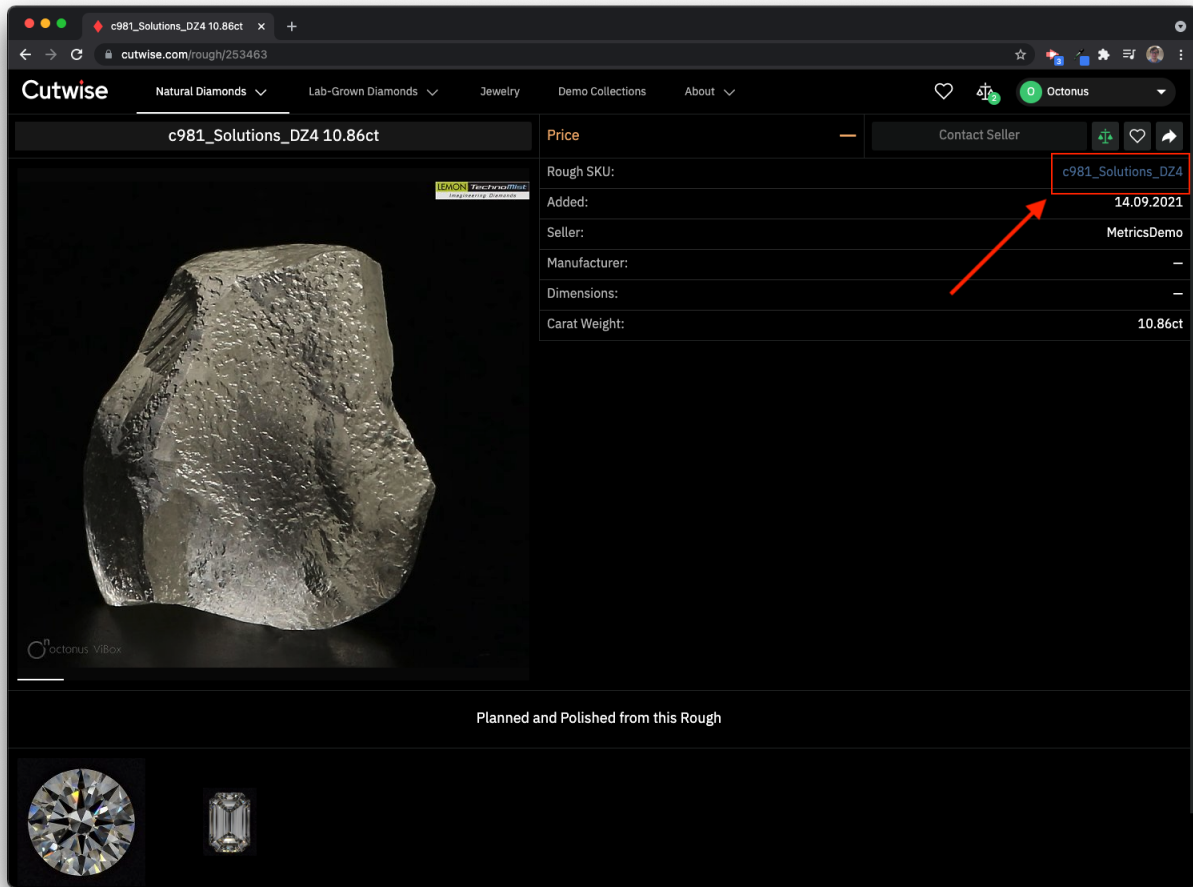 c981_Solutions_DZ4 10.86ct
cutwise.com/rough/253463
3
Cutwise
Natural Diamonds
Lab-Grown Diamonds
Jewelry
Demo Collections
About
2
O Octonus
c981_Solutions_DZ4 10.86ct
Price —
Contact Seller
LEMON TechnoMist
Imagineering Diamonds
Rough SKU: c981_Solutions_DZ4
Added: 14.09.2021
Seller: MetricsDemo
Manufacturer: —
Dimensions: —
Carat Weight: 10.86ct
octonus ViBox
Planned and Polished from this Rough